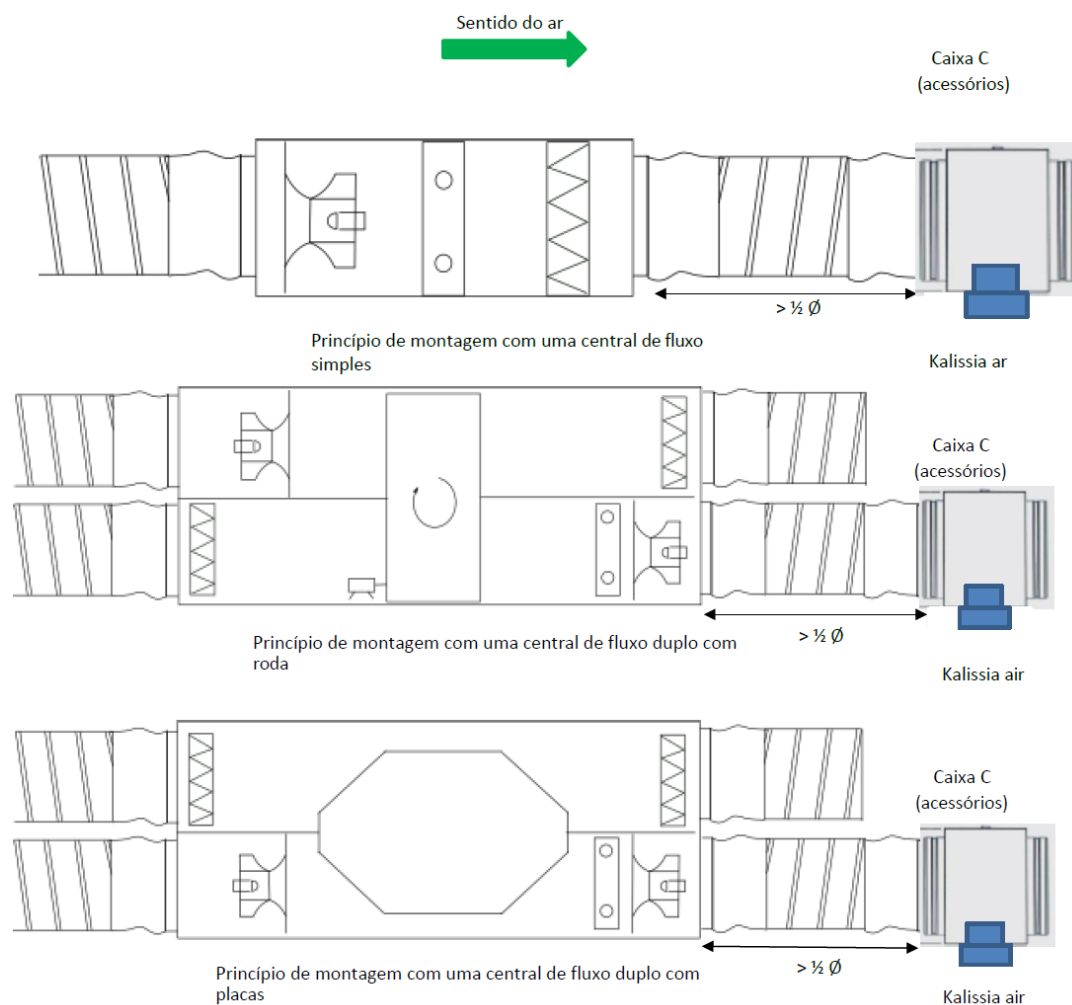 Sentido do ar
Caixa C
(acessórios)
> ½ Ø
Princípio de montagem com uma central de fluxo
simples
Kalissia ar
Caixa C
(acessórios)
> ½ Ø
Princípio de montagem com uma central de fluxo duplo com
roda
Kalissia air
Caixa C
(acessórios)
> ½ Ø
Princípio de montagem com uma central de fluxo duplo com
placas
Kalissia air